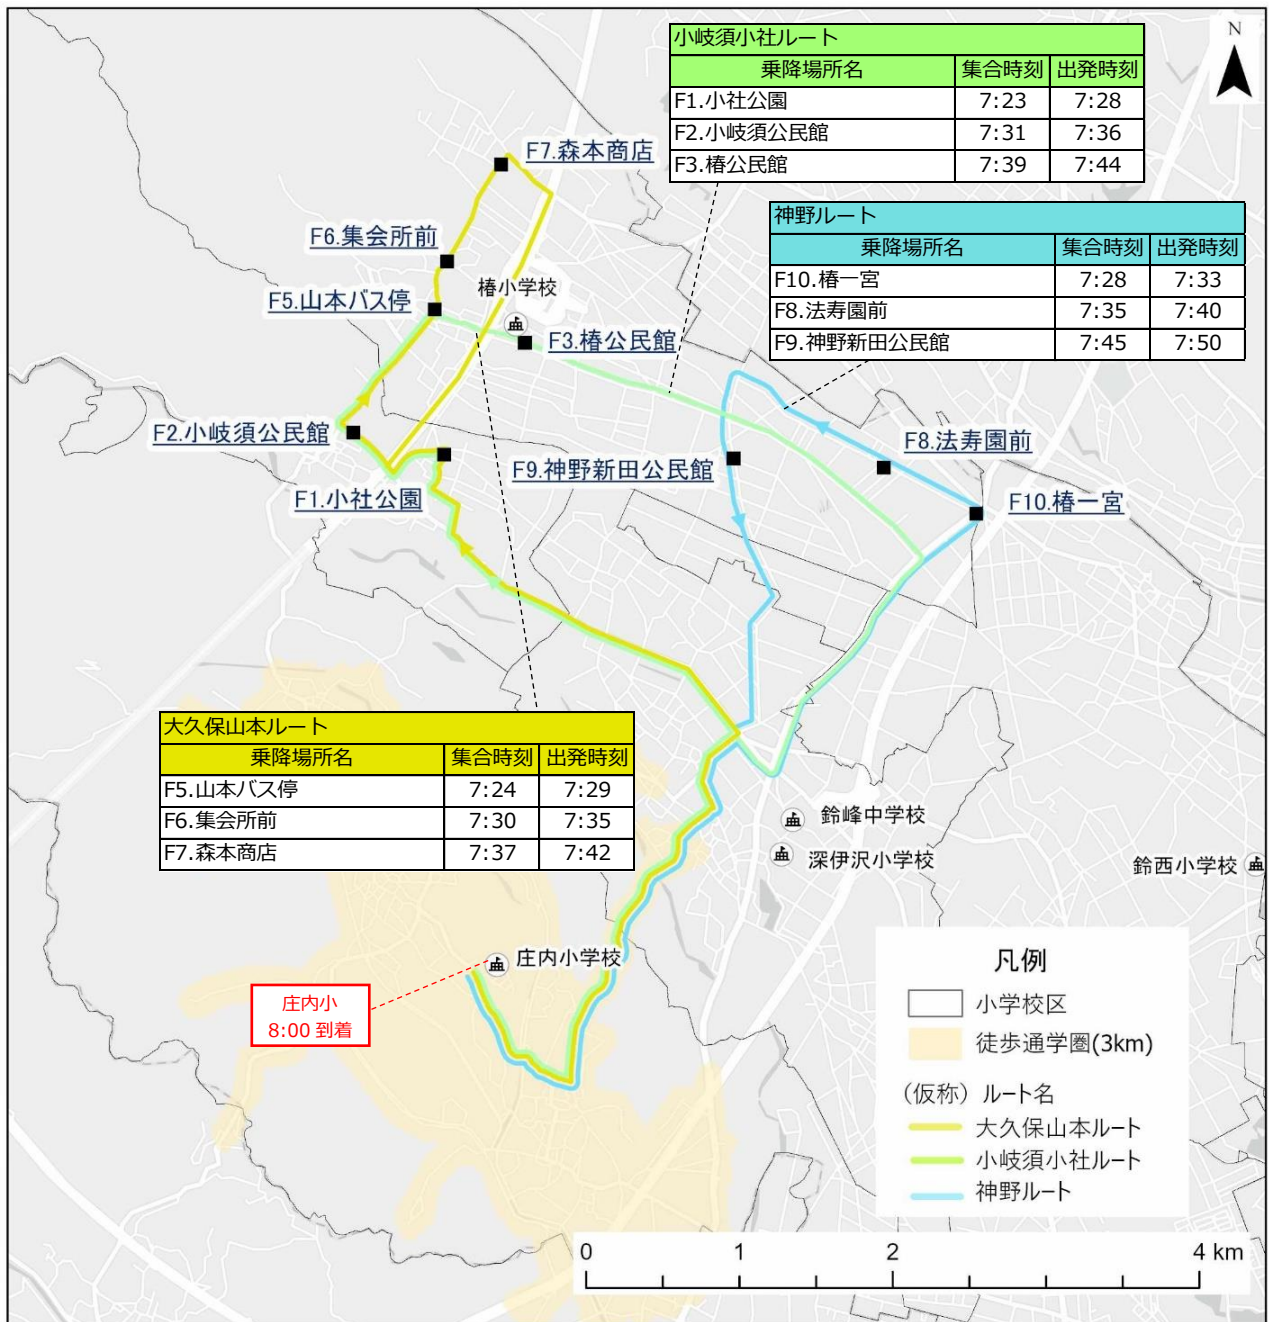 N
小岐須小社ルート
乗降場所名 集合時刻 出発時刻
F1.小社公園 7:23 7:28
F2.小岐須公民館 7:31 7:36
F3.椿公民館 7:39 7:44
神野ルート
乗降場所名 集合時刻 出発時刻
F10.椿一宮 7:28 7:33
F8.法寿園前 7:35 7:40
F9.神野新田公民館 7:45 7:50
F7.森本商店
F6.集会所前
椿小学校
F5.山本バス停
F3.椿公民館
F2.小岐須公民館
F8.法寿園前
F9.神野新田公民館
F1.小社公園
F10.椿一宮
大久保山本ルート
乗降場所名 集合時刻 出発時刻
F5.山本バス停 7:24 7:29
F6.集会所前 7:30 7:35
F7.森本商店 7:37 7:42
鈴峰中学校
深伊沢小学校
鈴西小学校
庄内小学校
庄内小
8:00 到着
凡例
小学校区
徒歩通学圏(3km)
（仮称） ルート名
大久保山本ルート
小岐須小社ルート
神野ルート
0 1 2 4 km